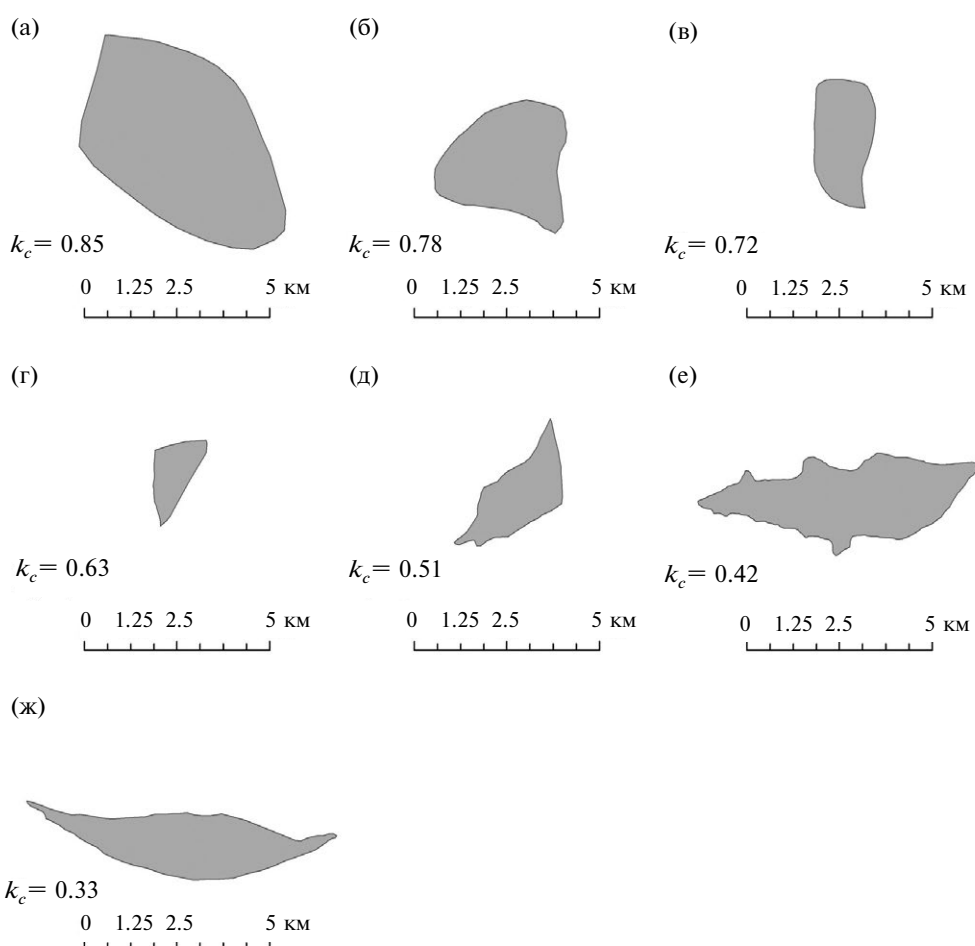 (а) (б) (в)
k_c = 0.85 k_c = 0.78 k_c = 0.72
0 1.25 2.5 5 км 0 1.25 2.5 5 км 0 1.25 2.5 5 км
(г) (д) (е)
k_c = 0.63 k_c = 0.51 k_c = 0.42
0 1.25 2.5 5 км 0 1.25 2.5 5 км 0 1.25 2.5 5 км
(ж)
k_c = 0.33
0 1.25 2.5 5 км